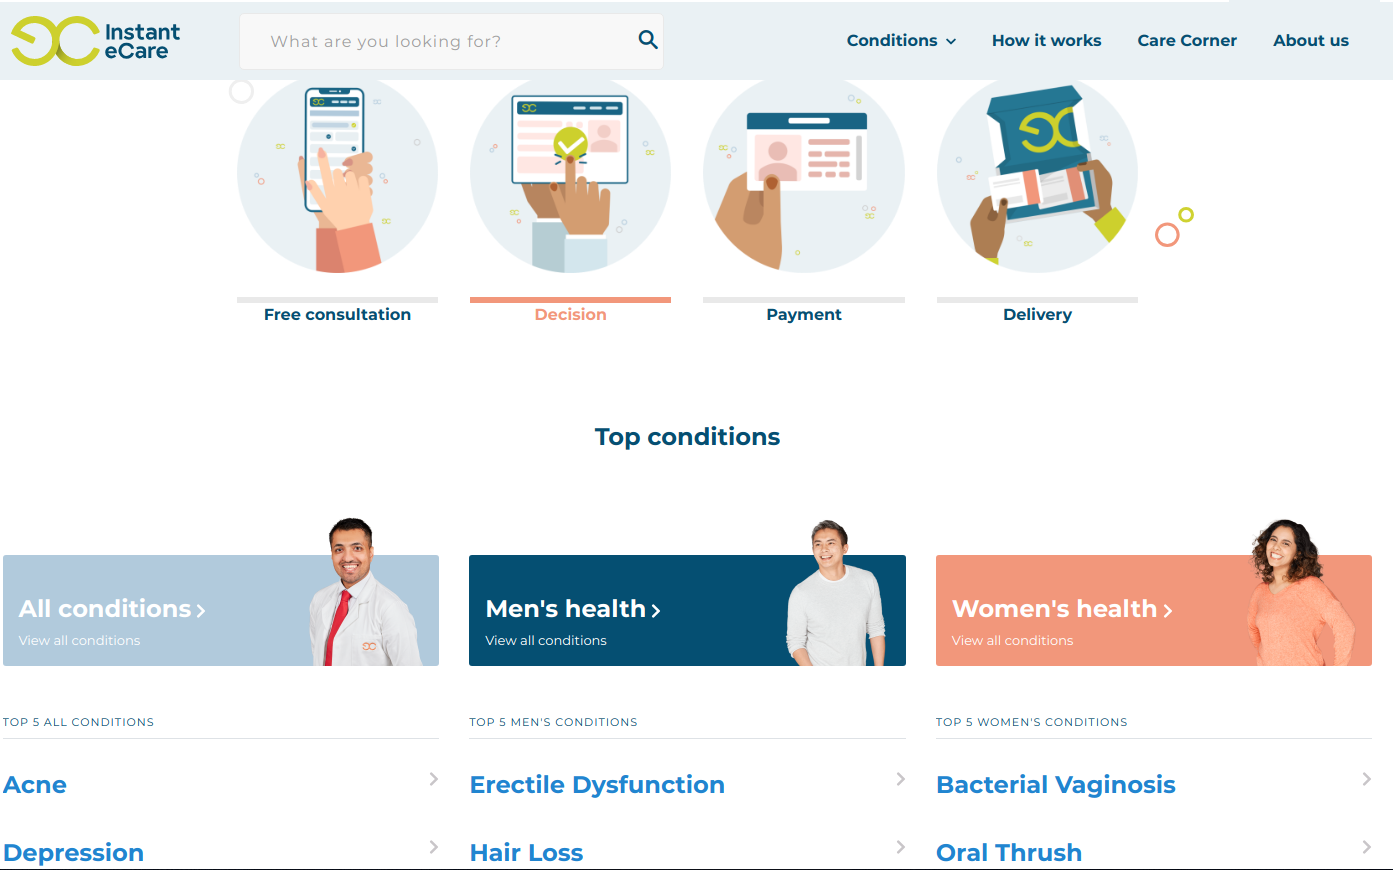 Instant
eCare
What are you looking for?
Conditions
How it works
Care Corner
About us
Free consultation
Decision
Payment
Delivery
Top conditions
All conditions
View all conditions
Men's health
View all conditions
Women's health
View all conditions
TOP 5 ALL CONDITIONS
Acne
Depression
TOP 5 MEN'S CONDITIONS
Erectile Dysfunction
Hair Loss
TOP 5 WOMEN'S CONDITIONS
Bacterial Vaginosis
Oral Thrush